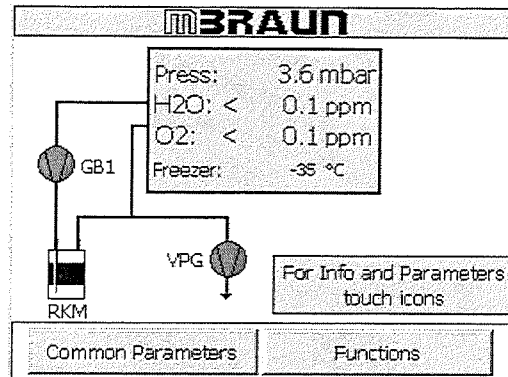 MBRAUN
Press: 3.6 mbar
H2O: < 0.1 ppm
O2: < 0.1 ppm
Freezer: -35 °C
GB1
VPG
RKM
For Info and Parameters
touch icons
Common Parameters
Functions